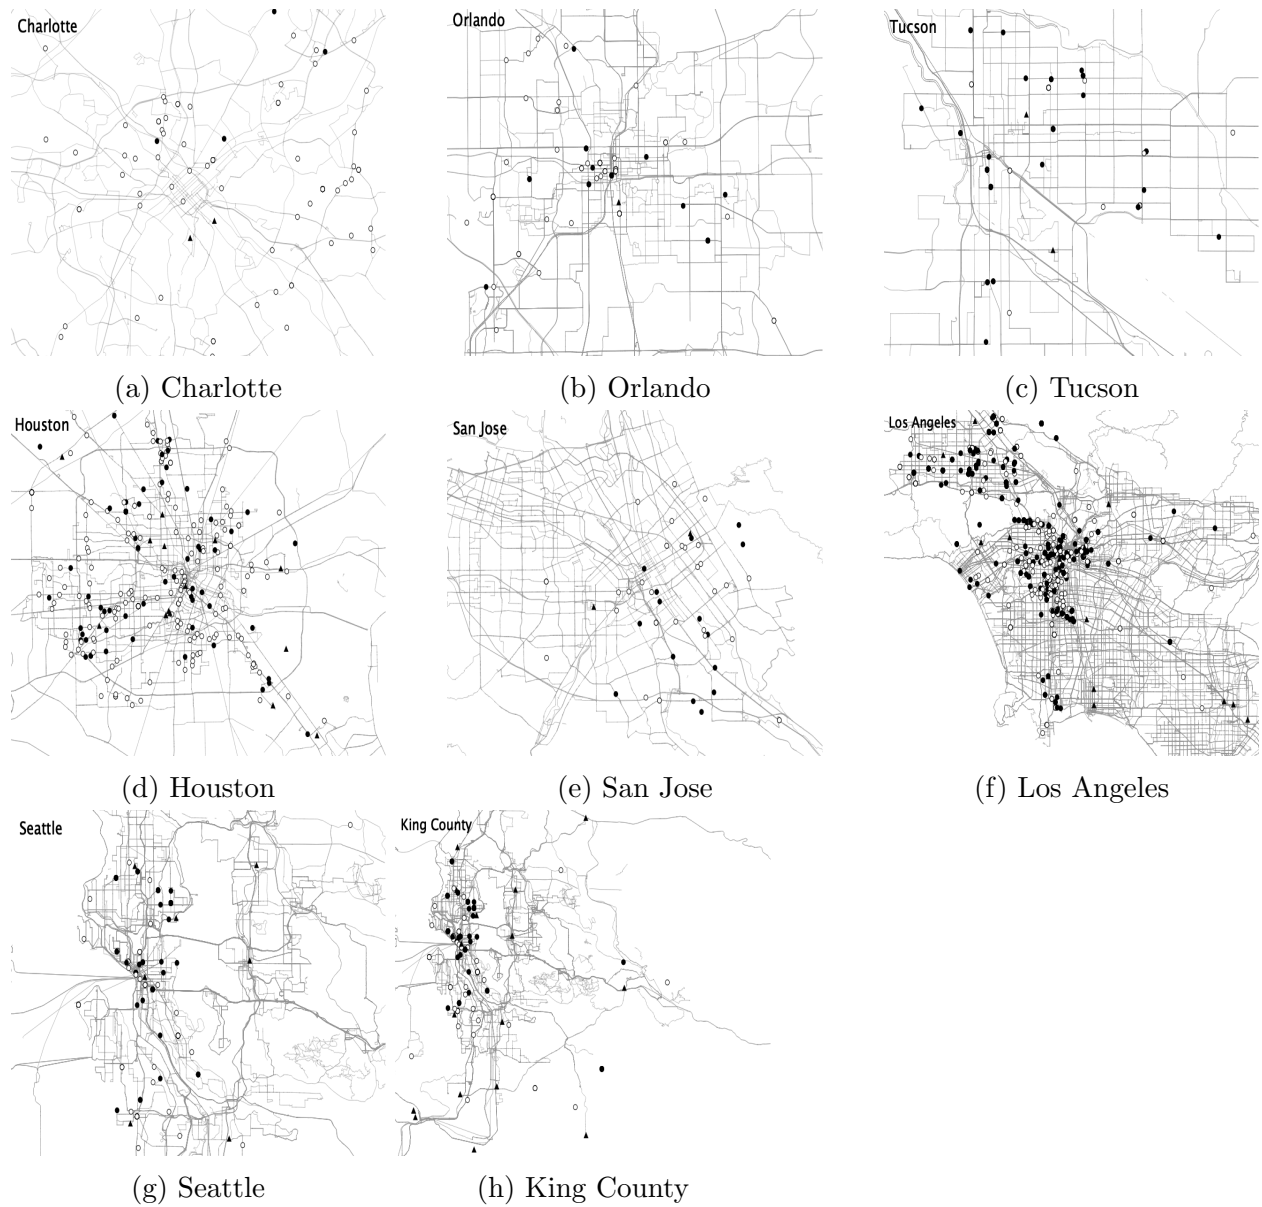 Charlotte
Orlando
Tucson
(a) Charlotte
(b) Orlando
(c) Tucson
Houston
San Jose
Los Angeles
(d) Houston
(e) San Jose
(f) Los Angeles
Seattle
King County
(g) Seattle
(h) King County